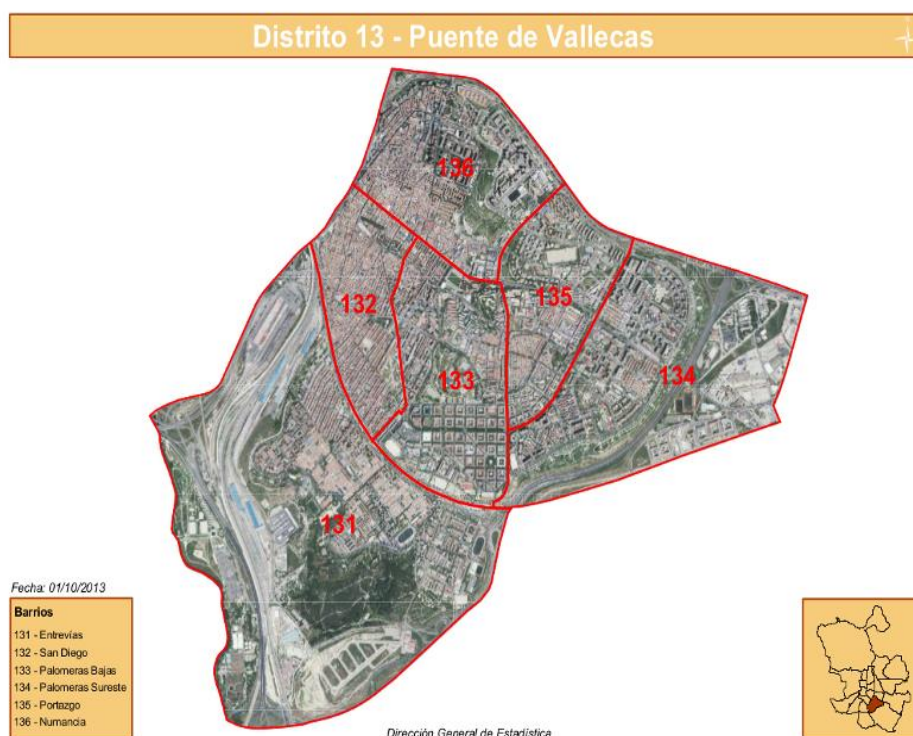 Distrito 13 - Puente de Vallecas
136
132
135
133
134
131
Fecha: 01/10/2013
Barrios
131 - Entrevías
132 - San Diego
133 - Palomeras Bajas
134 - Palomeras Sureste
135 - Portazgo
136 - Numancia
Dirección General de Estadística